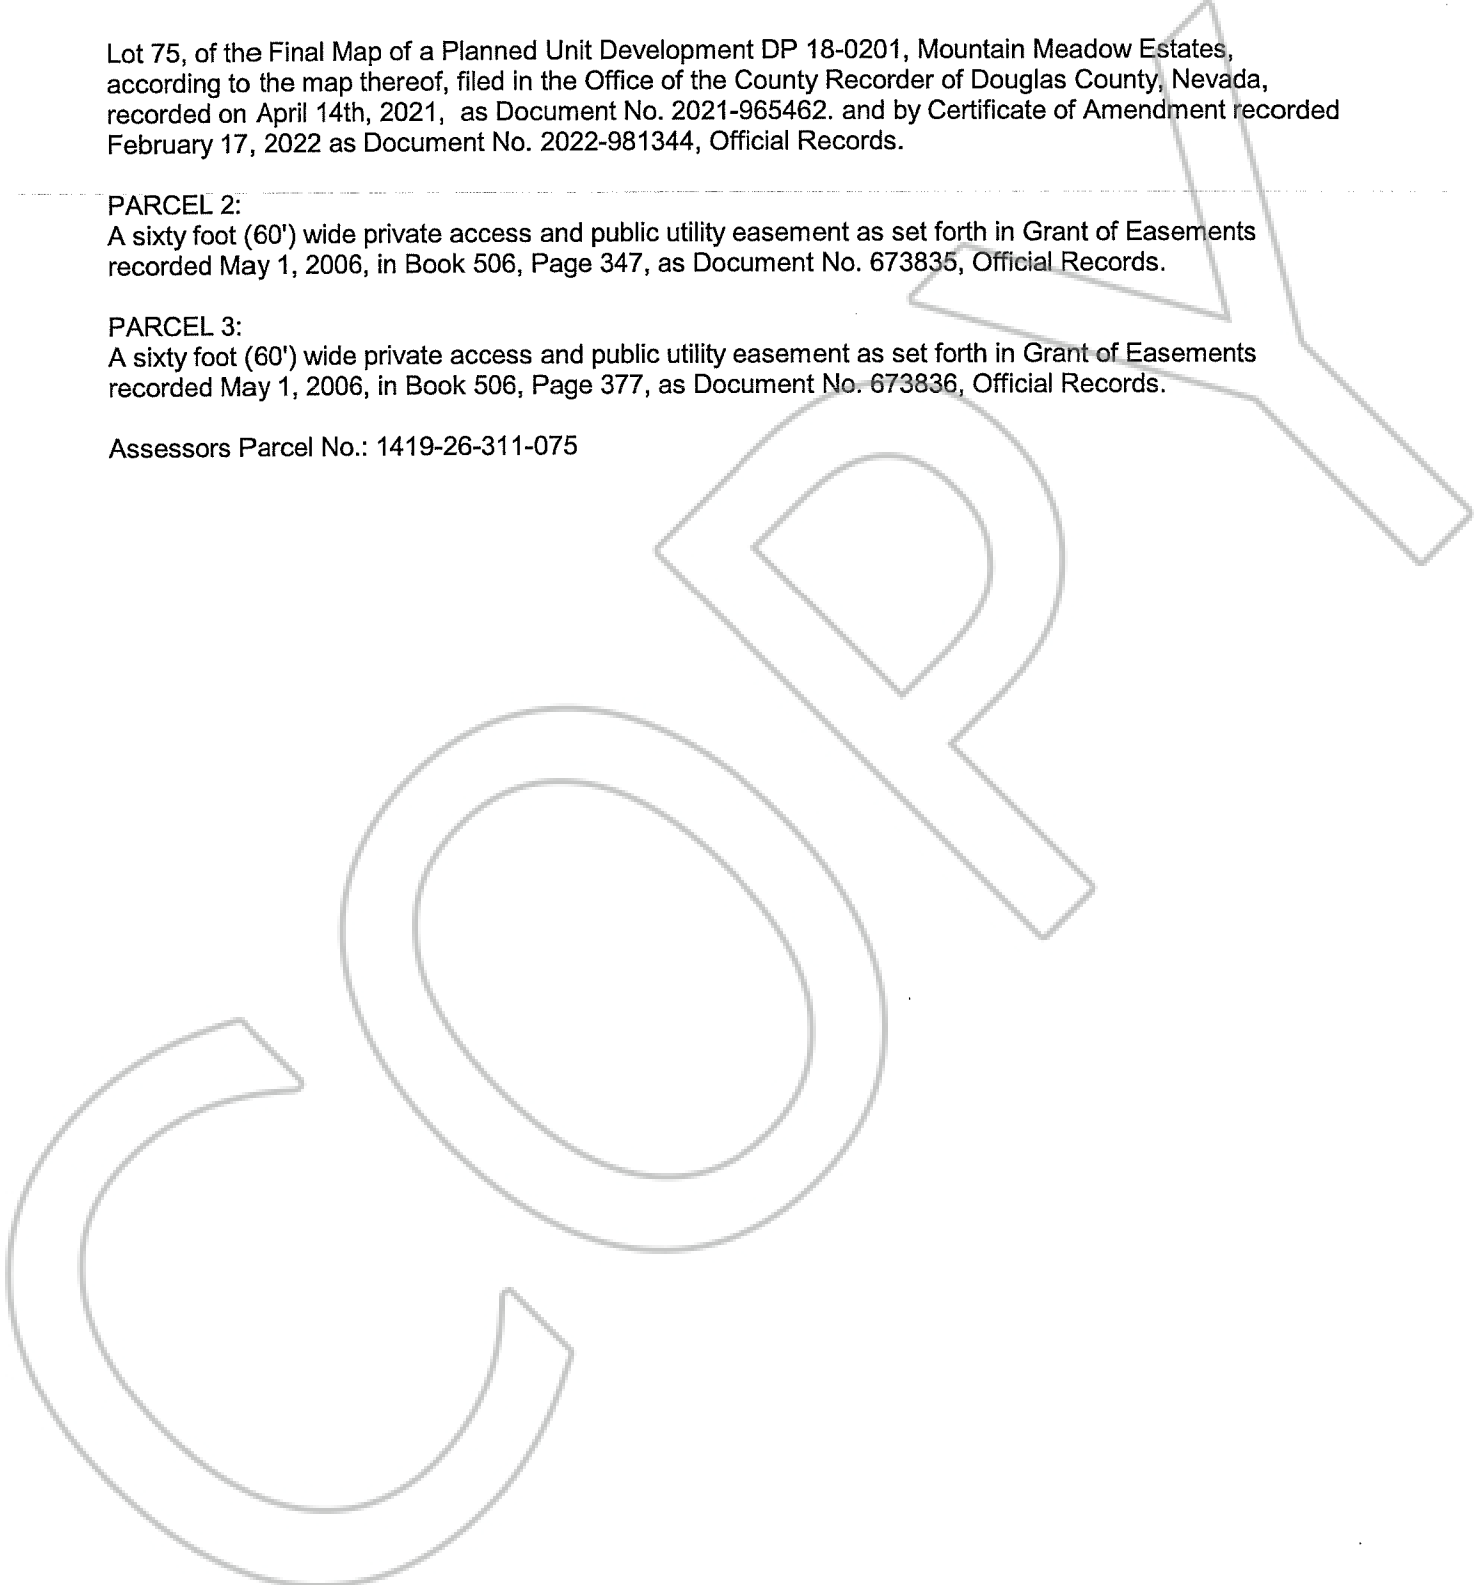 Lot 75, of the Final Map of a Planned Unit Development DP 18-0201, Mountain Meadow Estates,
according to the map thereof, filed in the Office of the County Recorder of Douglas County, Nevada,
recorded on April 14th, 2021,  as Document No. 2021-965462. and by Certificate of Amendment recorded
February 17, 2022 as Document No. 2022-981344, Official Records.
PARCEL 2:
A sixty foot (60') wide private access and public utility easement as set forth in Grant of Easements
recorded May 1, 2006, in Book 506, Page 347, as Document No. 673835, Official Records.
PARCEL 3:
A sixty foot (60') wide private access and public utility easement as set forth in Grant of Easements
recorded May 1, 2006, in Book 506, Page 377, as Document No. 673836, Official Records.
Assessors Parcel No.: 1419-26-311-075
COPY